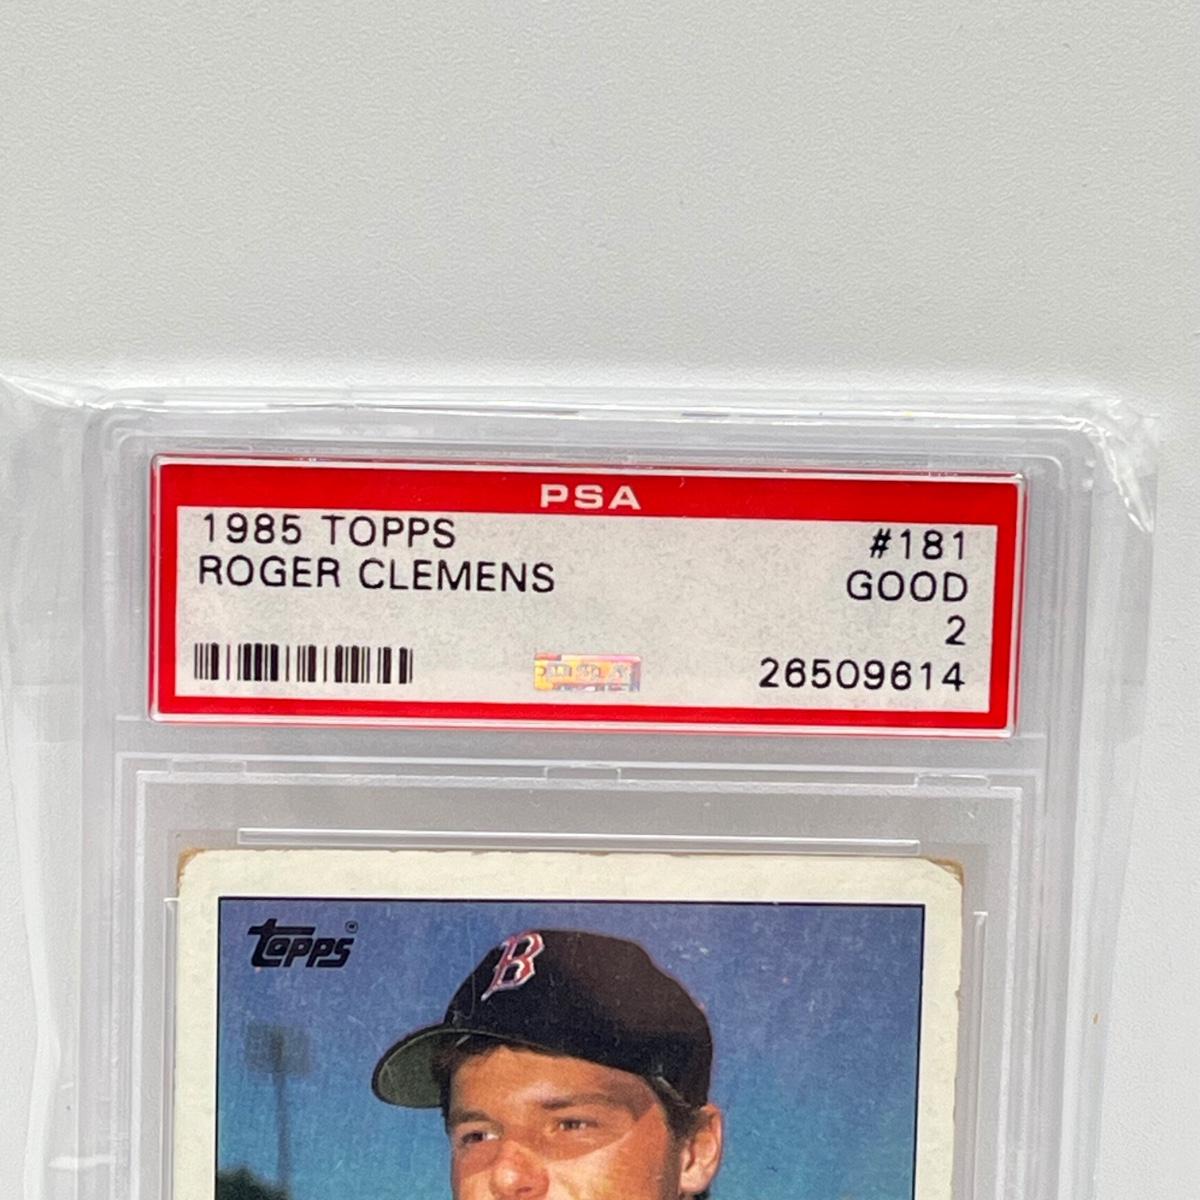 PSA
1985 TOPPS
ROGER CLEMENS
#181
GOOD
2
26509614
Topps®
B